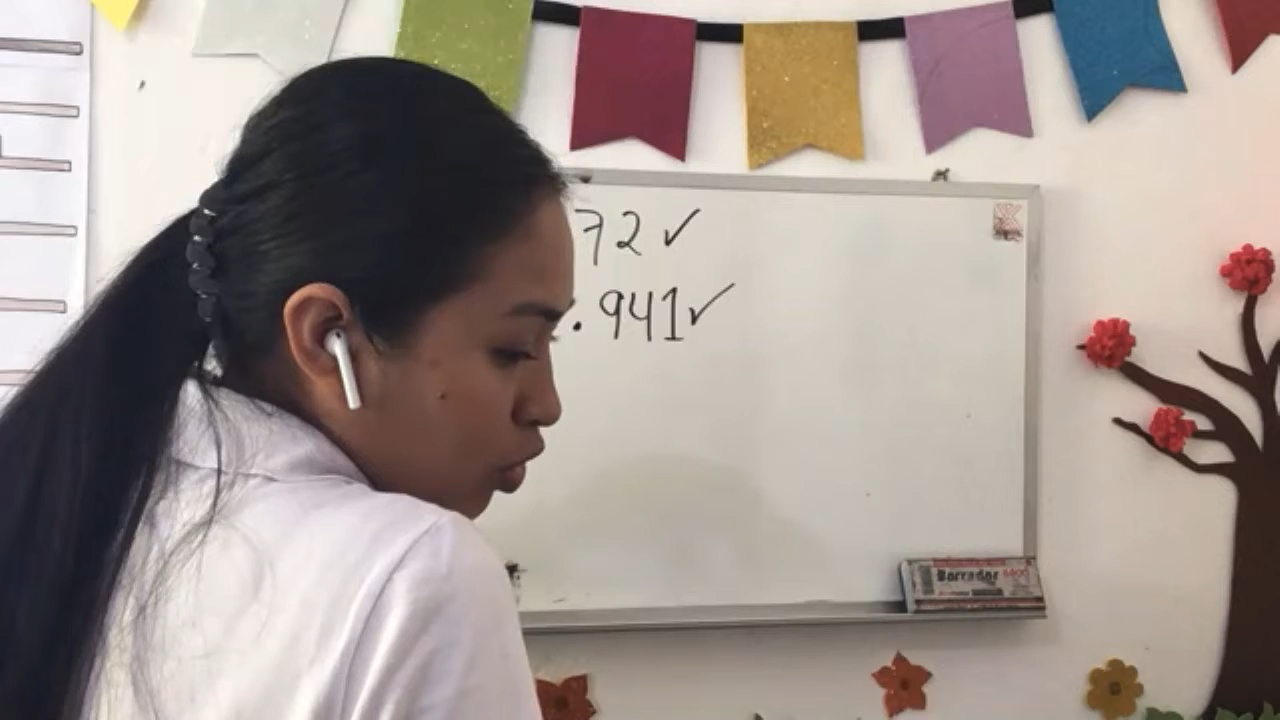 72 ✓
.941 ✓
Borrador